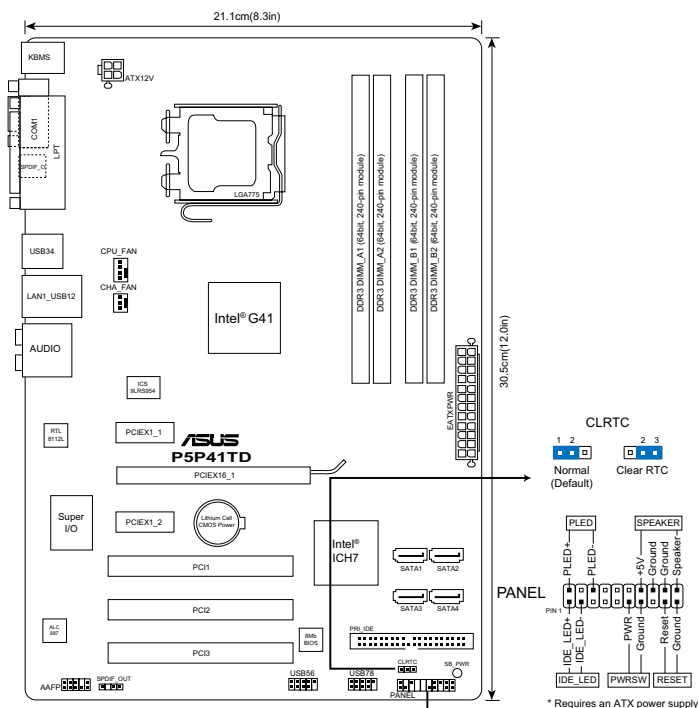 21.1cm(8.3in)
KBMS
ATX12V
COM1
LPT
SPDIF_O
LGA775
DDR3 DIMM_A1 (64bit, 240-pin module)
DDR3 DIMM_A2 (64bit, 240-pin module)
DDR3 DIMM_B1 (64bit, 240-pin module)
DDR3 DIMM_B2 (64bit, 240-pin module)
USB34
CPU_FAN
LAN1_USB12
CHA_FAN
Intel® G41
30.5cm(12.0in)
AUDIO
EATXPWR
ICS
9LRS954
RTL
8112L
PCIEX1_1
ASUS
P5P41TD
PCIEX16_1
CLRTC
1 2
2 3
Normal
(Default)
Clear RTC
Super
I/O
PCIEX1_2
Lithium Cell
CMOS Power
Intel®
ICH7
PCI1
SATA1
SATA2
SATA3
SATA4
PCI2
ALC
887
8Mb
BIOS
PRI_IDE
PCI3
CLRTC
SB_PWR
AAFP
SPDIF_OUT
USB56
USB78
PANEL
PANEL
PLED
SPEAKER
PLED+
PLED-
+5V
Ground
Ground
Speaker-
PIN 1
IDE_LED+
IDE_LED-
PWR
Ground
Reset
Ground
IDE_LED
PWRSW
RESET
* Requires an ATX power supply